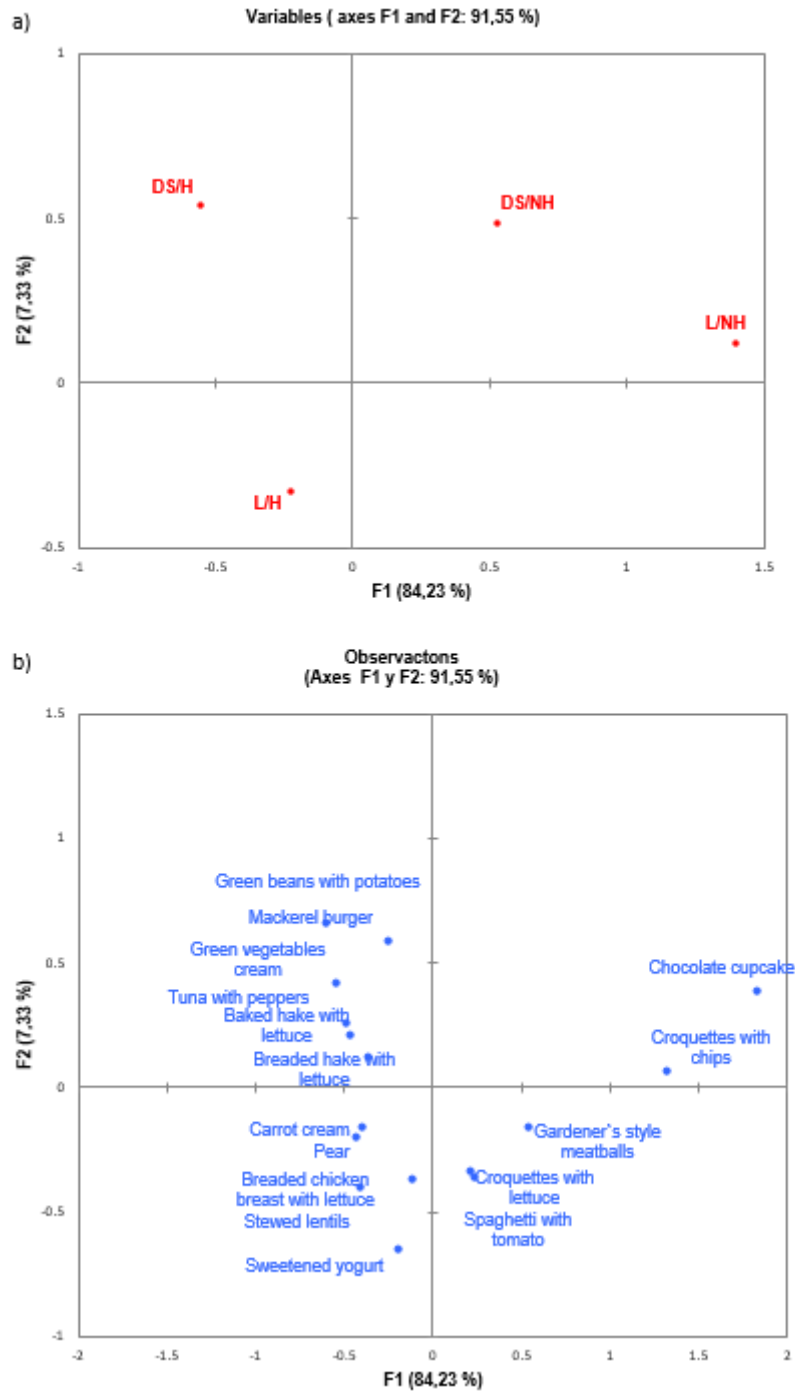 a)
Variables ( axes F1 and F2: 91,55 %)
1
0.5
0
-0.5
-1
-0.5
0
0.5
1
1.5
F2 (7,33 %)
F1 (84,23 %)
DS/H
DS/NH
L/NH
L/H
b)
Observactons
(Axes F1 y F2: 91,55 %)
1.5
1
0.5
0
-0.5
-1
-2
-1.5
-1
-0.5
0
0.5
1
1.5
2
F2 (7,33 %)
F1 (84,23 %)
Green beans with potatoes
Mackerel burger
Green vegetables
cream
Tuna with peppers
Baked hake with
lettuce
Breaded hake with
lettuce
Chocolate cupcake
Croquettes with
chips
Carrot cream
Pear
Breaded chicken
breast with lettuce
Stewed lentils
Sweetened yogurt
Gardener`s style
meatballs
Croquettes with
lettuce
Spaghetti with
tomato